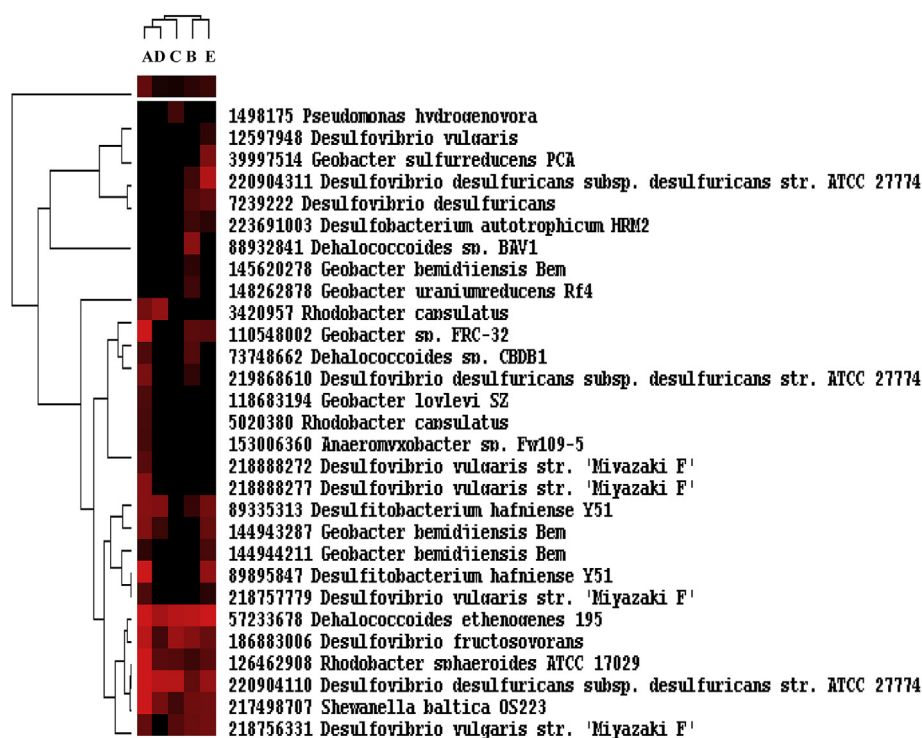 A D C B E
1498175 Pseudomonas hydrogenovora
12597948 Desulfovibrio vulgaris
39997514 Geobacter sulfurreducens PCA
220904311 Desulfovibrio desulfuricans subsp. desulfuricans str. ATCC 27774
7239222 Desulfovibrio desulfuricans
223691003 Desulfobacterium autotrophicum HRM2
88932841 Dehalococcoides sp. BAV1
145620278 Geobacter bemidjiensis Bem
148262878 Geobacter uraniumreducens Rf4
3420957 Rhodobacter capsulatus
110548002 Geobacter sp. FRC-32
73748662 Dehalococcoides sp. CBDB1
219868610 Desulfovibrio desulfuricans subsp. desulfuricans str. ATCC 27774
118683194 Geobacter lovlevi SZ
5020380 Rhodobacter capsulatus
153006360 Anaeromyxobacter sp. Fw109-5
218888272 Desulfovibrio vulgaris str. 'Miyazaki F'
218888277 Desulfovibrio vulgaris str. 'Miyazaki F'
89335313 Desulfitobacterium hafniense Y51
144943287 Geobacter bemidjiensis Bem
144944211 Geobacter bemidjiensis Bem
89895847 Desulfitobacterium hafniense Y51
218757779 Desulfovibrio vulgaris str. 'Miyazaki F'
57233678 Dehalococcoides ethenogenes 195
186883006 Desulfovibrio fructosovorans
126462908 Rhodobacter sphaeroides ATCC 17029
220904110 Desulfovibrio desulfuricans subsp. desulfuricans str. ATCC 27774
217498707 Shewanella baltica OS223
218756331 Desulfovibrio vulgaris str. 'Miyazaki F'